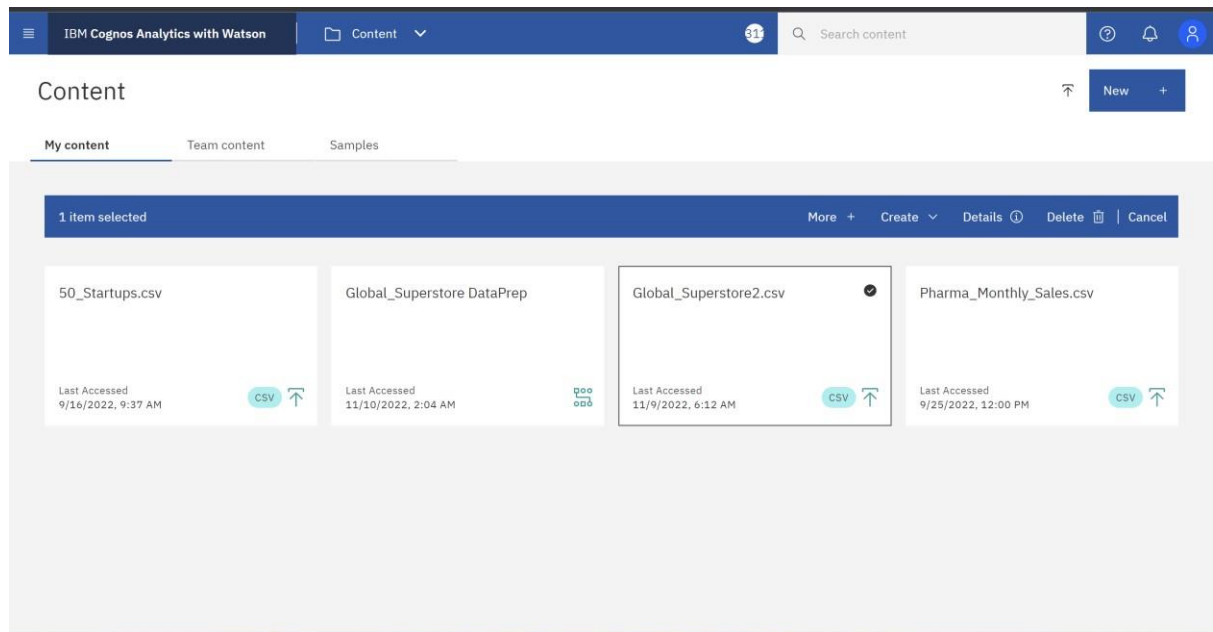 IBM Cognos Analytics with Watson
Content
Search content
Content
New +
My content
Team content
Samples
1 item selected
More +
Create
Details
Delete
Cancel
50_Startups.csv
Last Accessed
9/16/2022, 9:37 AM
CSV
Global_Superstore DataPrep
Last Accessed
11/10/2022, 2:04 AM
Global_Superstore2.csv
Last Accessed
11/9/2022, 6:12 AM
CSV
Pharma_Monthly_Sales.csv
Last Accessed
9/25/2022, 12:00 PM
CSV